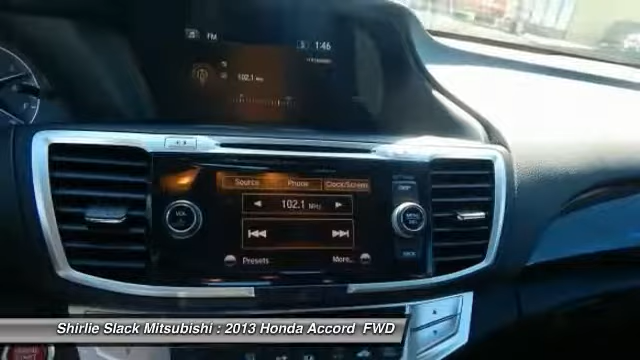 FM
1:46
102.1 MHz
Source Phone Clock/Screen
102.1 MHz
Presets More..
VOL
MENU
Shirlie Slack Mitsubishi : 2013 Honda Accord FWD